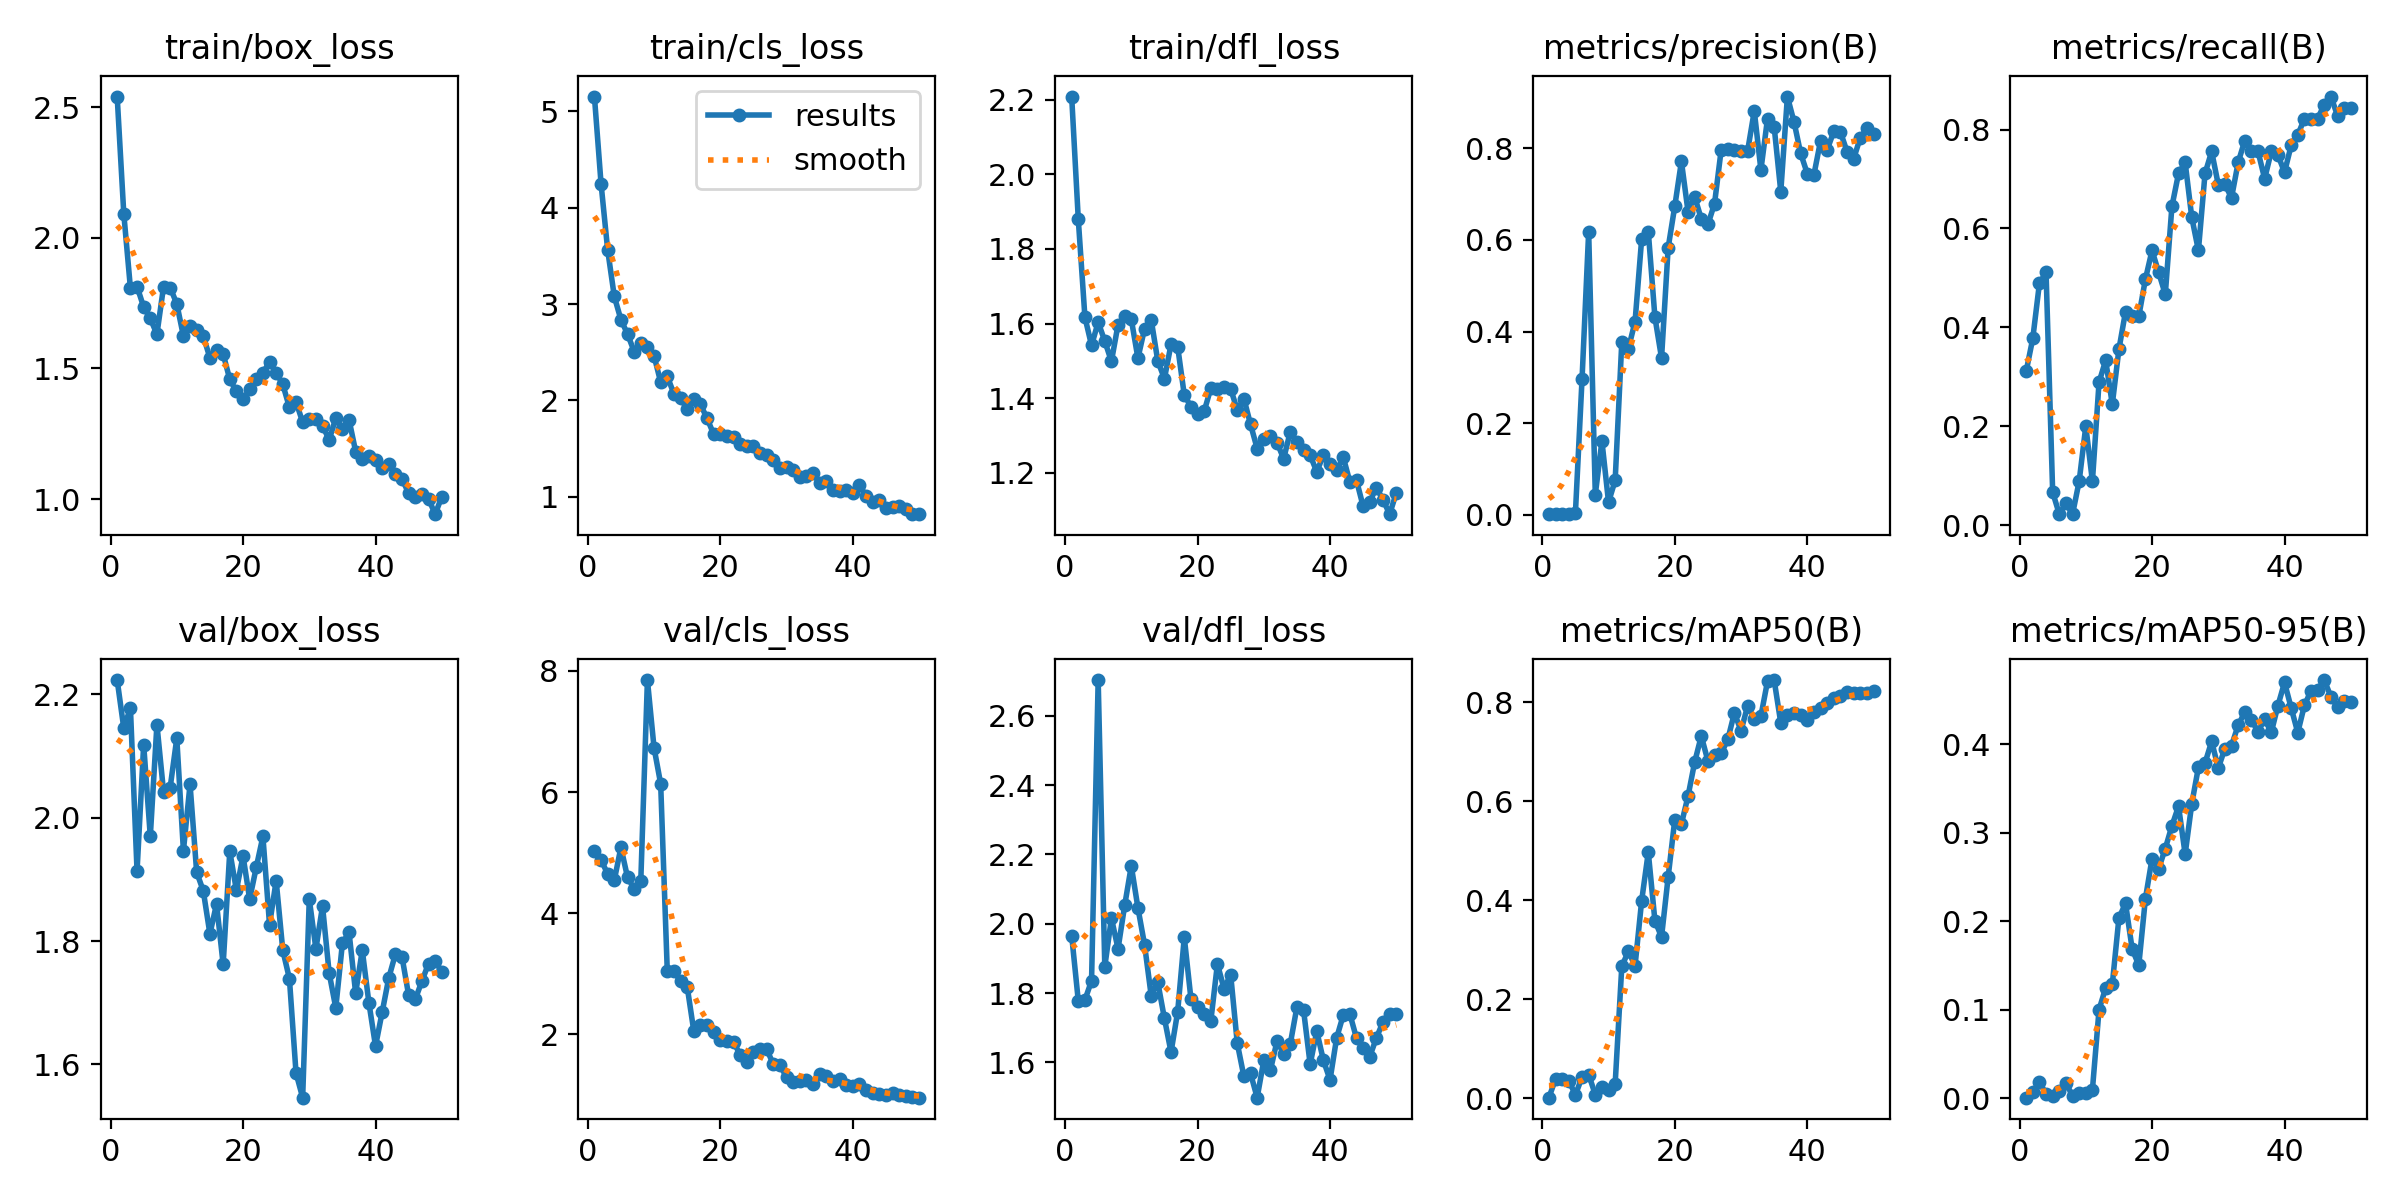 train/box_loss
train/cls_loss
train/dfl_loss
metrics/precision(B)
metrics/recall(B)
2.5
2.0
1.5
1.0
0 20 40
5
4
3
2
1
0 20 40
results
smooth
2.2
2.0
1.8
1.6
1.4
1.2
0 20 40
0.8
0.6
0.4
0.2
0.0
0 20 40
0.8
0.6
0.4
0.2
0.0
0 20 40
val/box_loss
val/cls_loss
val/dfl_loss
metrics/mAP50(B)
metrics/mAP50-95(B)
2.2
2.0
1.8
1.6
0 20 40
8
6
4
2
0 20 40
2.6
2.4
2.2
2.0
1.8
1.6
0 20 40
0.8
0.6
0.4
0.2
0.0
0 20 40
0.4
0.3
0.2
0.1
0.0
0 20 40